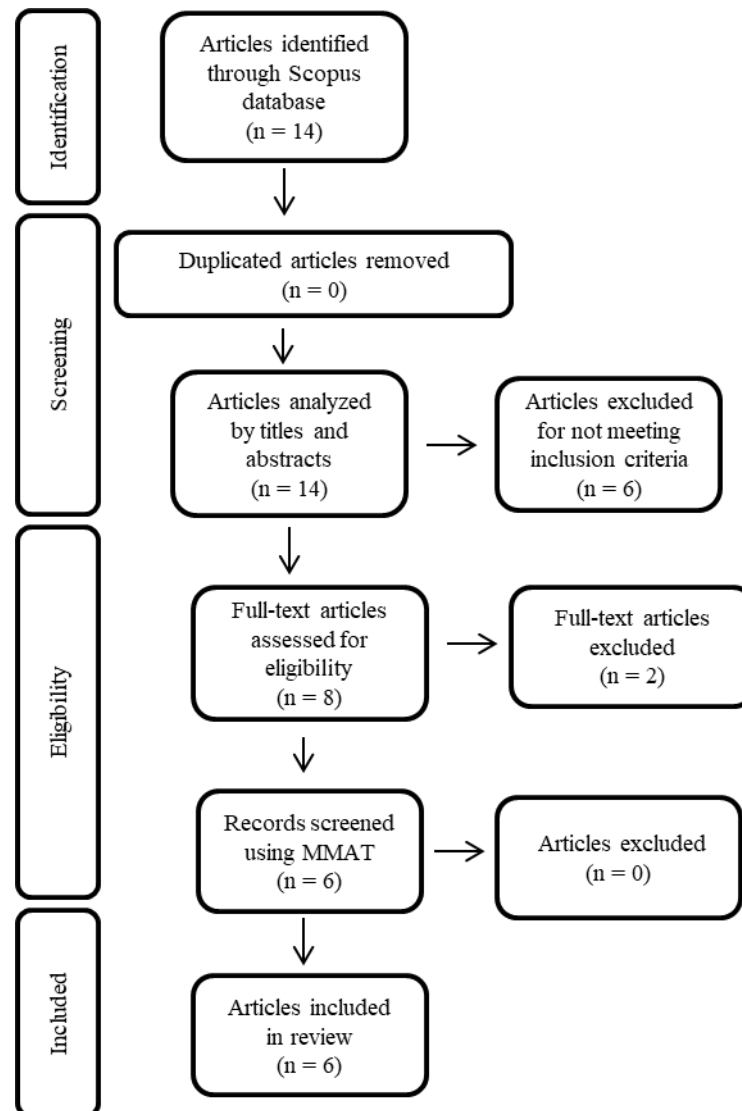 Identification
Articles identified
through Scopus
database
(n = 14)
Screening
Duplicated articles removed
(n = 0)
Articles analyzed
by titles and
abstracts
(n = 14)
Articles excluded
for not meeting
inclusion criteria
(n = 6)
Eligibility
Full-text articles
assessed for
eligibility
(n = 8)
Full-text articles
excluded
(n = 2)
Records screened
using MMAT
(n = 6)
Articles excluded
(n = 0)
Included
Articles included
in review
(n = 6)